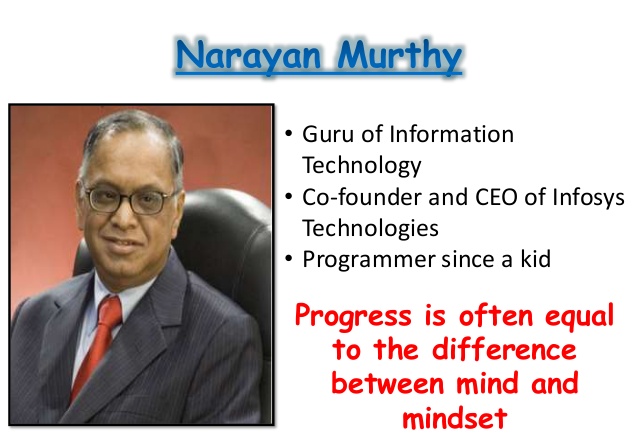 Narayan Murthy
• Guru of Information
Technology
• Co-founder and CEO of Infosys
Technologies
• Programmer since a kid
Progress is often equal
to the difference
between mind and
mindset